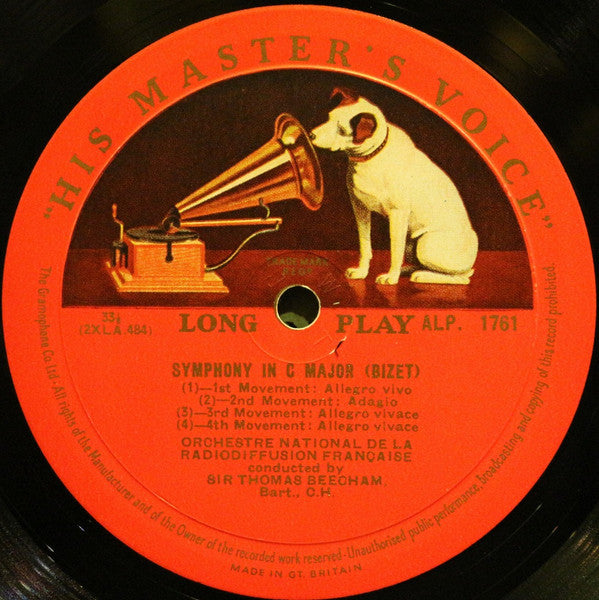 "HIS MASTER'S VOICE"
TRADE MARK
REGD
33⅓
(2XLA.484)
LONG PLAY ALP. 1761
SYMPHONY IN C MAJOR (BIZET)
(1)—1st Movement: Allegro vivo
(2)—2nd Movement: Adagio
(3)—3rd Movement: Allegro vivace
(4)—4th Movement: Allegro vivace
ORCHESTRE NATIONAL DE LA
RADIODIFFUSION FRANÇAISE
conducted by
SIR THOMAS BEECHAM,
Bart., C.H.
The Gramophone Co. Ltd · All rights of the Manufacturer and of the Owner of the recorded work reserved · Unauthorised public performance, broadcasting and copying of this record prohibited.
MADE IN GT. BRITAIN